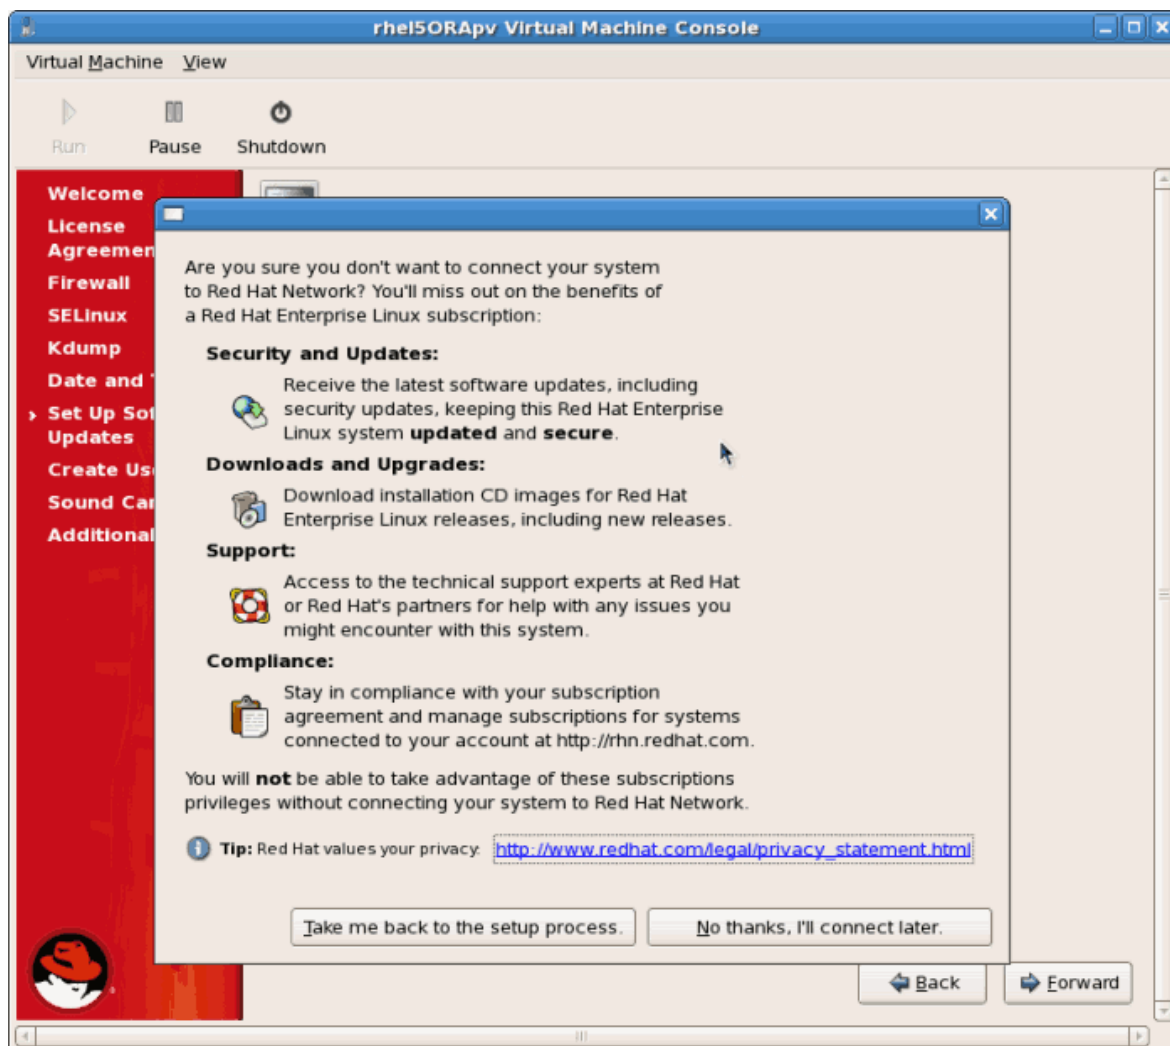 rhel5ORApv Virtual Machine Console
Virtual Machine View
Run Pause Shutdown
Welcome
License
Agreemen
Firewall
SELinux
Kdump
Date and
Set Up Sof
Updates
Create Us
Sound Car
Additional
Are you sure you don't want to connect your system
to Red Hat Network? You'll miss out on the benefits of
a Red Hat Enterprise Linux subscription:
Security and Updates:
Receive the latest software updates, including
security updates, keeping this Red Hat Enterprise
Linux system updated and secure.
Downloads and Upgrades:
Download installation CD images for Red Hat
Enterprise Linux releases, including new releases.
Support:
Access to the technical support experts at Red Hat
or Red Hat's partners for help with any issues you
might encounter with this system.
Compliance:
Stay in compliance with your subscription
agreement and manage subscriptions for systems
connected to your account at http://rhn.redhat.com.
You will not be able to take advantage of these subscriptions
privileges without connecting your system to Red Hat Network.
Tip: Red Hat values your privacy: http://www.redhat.com/legal/privacy_statement.html
Take me back to the setup process. No thanks, I'll connect later.
Back Forward